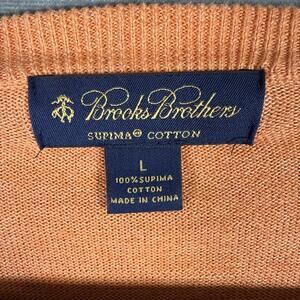 Brooks Brothers
SUPIMA® COTTON
L
100% SUPIMA
COTTON
MADE IN CHINA